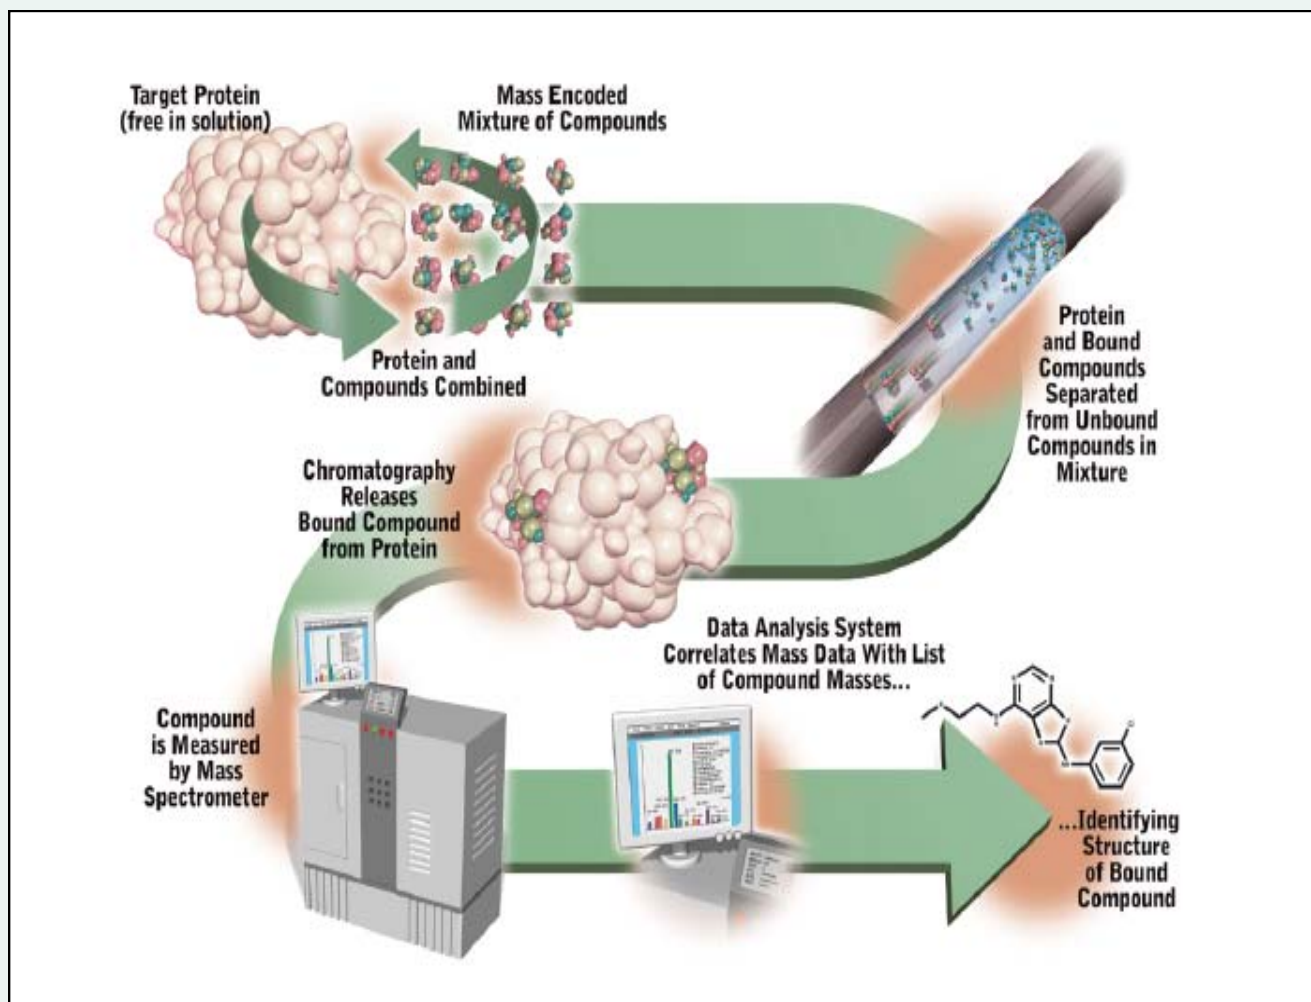 Target Protein
(free in solution)
Mass Encoded
Mixture of Compounds
Protein and
Compounds Combined
Protein
and Bound
Compounds
Separated
from Unbound
Compounds in
Mixture
Chromatography
Releases
Bound Compound
from Protein
Compound
is Measured
by Mass
Spectrometer
Data Analysis System
Correlates Mass Data With List
of Compound Masses...
...Identifying
Structure
of Bound
Compound